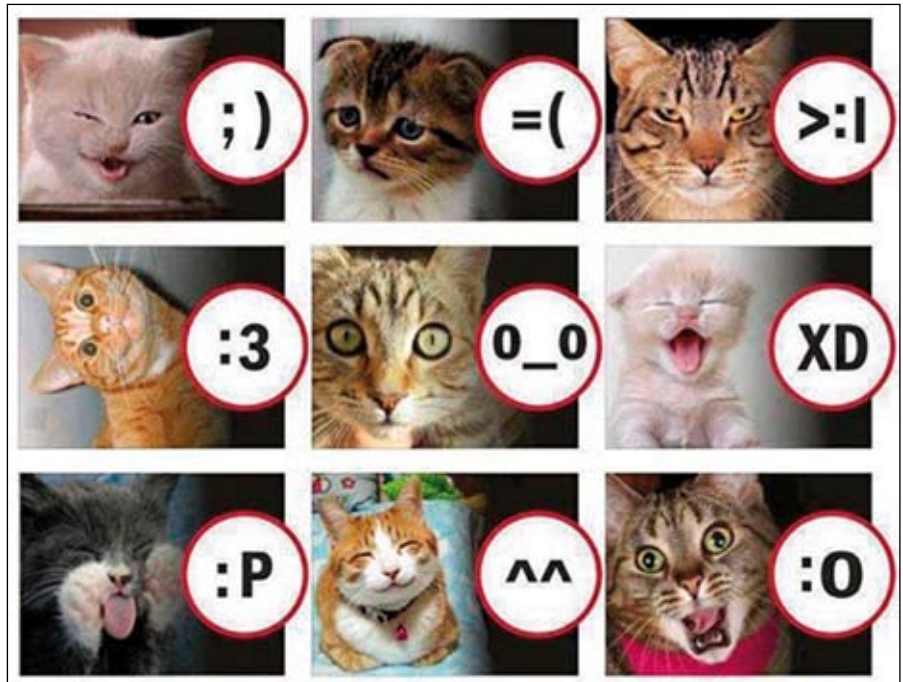 ;) =( >:|
:3 0_0 XD
:P ^^ :O